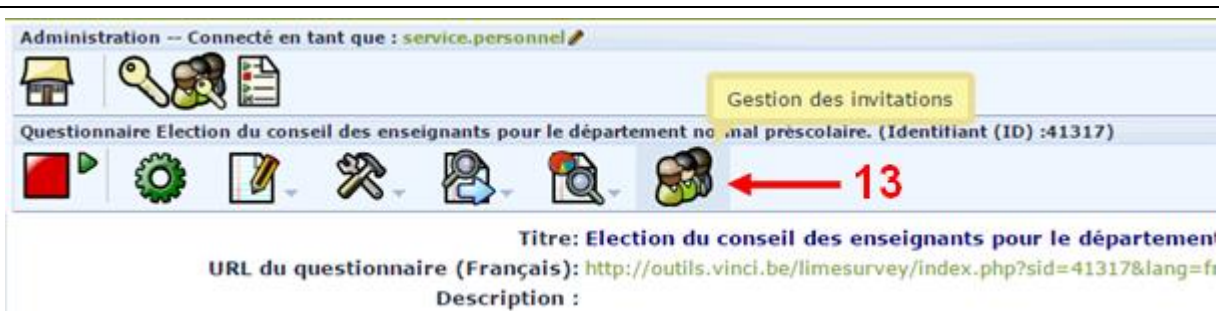 Administration -- Connecté en tant que : service.personnel
Gestion des invitations
Questionnaire Election du conseil des enseignants pour le département normal prèscolaire. (Identifiant (ID) :41317)
13
Titre: Election du conseil des enseignants pour le département
URL du questionnaire (Français): http://outils.vinci.be/limesurvey/index.php?sid=41317&lang=fr
Description :